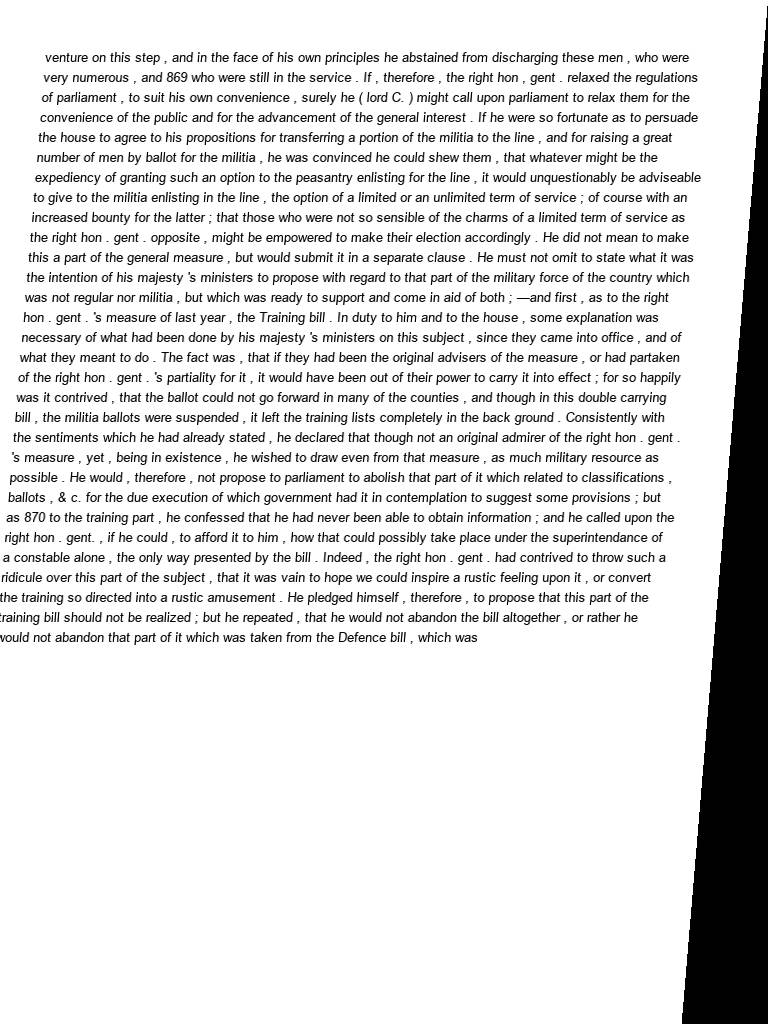 venture on this step , and in the face of his own principles he abstained from discharging these men , who were
very numerous , and 869 who were still in the service . If , therefore , the right hon , gent . relaxed the regulations
of parliament , to suit his own convenience , surely he ( lord C. ) might call upon parliament to relax them for the
convenience of the public and for the advancement of the general interest . If he were so fortunate as to persuade
the house to agree to his propositions for transferring a portion of the militia to the line , and for raising a great
number of men by ballot for the militia , he was convinced he could shew them , that whatever might be the
expediency of granting such an option to the peasantry enlisting for the line , it would unquestionably be adviseable
to give to the militia enlisting in the line , the option of a limited or an unlimited term of service ; of course with an
increased bounty for the latter ; that those who were not so sensible of the charms of a limited term of service as
the right hon . gent . opposite , might be empowered to make their election accordingly . He did not mean to make
this a part of the general measure , but would submit it in a separate clause . He must not omit to state what it was
the intention of his majesty 's ministers to propose with regard to that part of the military force of the country which
was not regular nor militia , but which was ready to support and come in aid of both ; —and first , as to the right
hon . gent . 's measure of last year , the Training bill . In duty to him and to the house , some explanation was
necessary of what had been done by his majesty 's ministers on this subject , since they came into office , and of
what they meant to do . The fact was , that if they had been the original advisers of the measure , or had partaken
of the right hon . gent . 's partiality for it , it would have been out of their power to carry it into effect ; for so happily
was it contrived , that the ballot could not go forward in many of the counties , and though in this double carrying
bill , the militia ballots were suspended , it left the training lists completely in the back ground . Consistently with
the sentiments which he had already stated , he declared that though not an original admirer of the right hon . gent .
's measure , yet , being in existence , he wished to draw even from that measure , as much military resource as
possible . He would , therefore , not propose to parliament to abolish that part of it which related to classifications ,
ballots , & c. for the due execution of which government had it in contemplation to suggest some provisions ; but
as 870 to the training part , he confessed that he had never been able to obtain information ; and he called upon the
right hon . gent. , if he could , to afford it to him , how that could possibly take place under the superintendance of
a constable alone , the only way presented by the bill . Indeed , the right hon . gent . had contrived to throw such a
ridicule over this part of the subject , that it was vain to hope we could inspire a rustic feeling upon it , or convert
the training so directed into a rustic amusement . He pledged himself , therefore , to propose that this part of the
training bill should not be realized ; but he repeated , that he would not abandon the bill altogether , or rather he
would not abandon that part of it which was taken from the Defence bill , which was